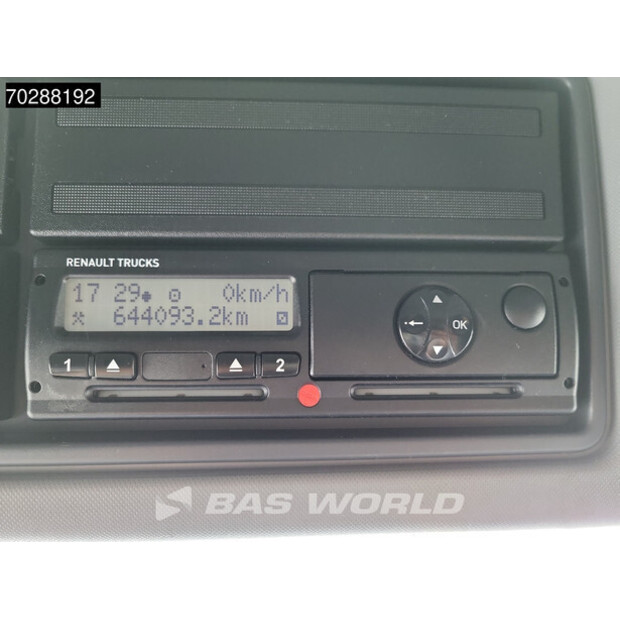 70288192
RENAULT TRUCKS
17 29 0km/h
644093.2km
1 2
OK
BAS WORLD